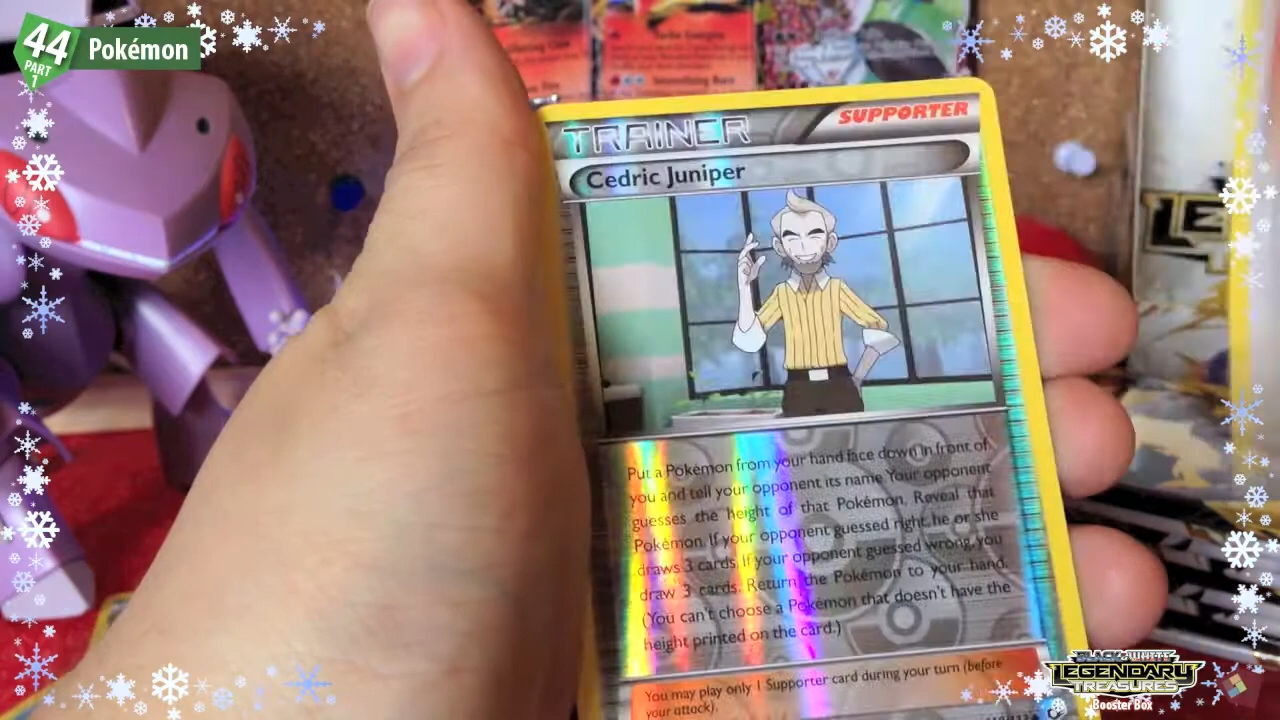 44
PART
1
Pokémon
TRAINER
SUPPORTER
Cedric Juniper
Put a Pokémon from your hand face down in front of
you and tell your opponent its name Your opponent
guesses the height of that Pokémon. Reveal that
Pokémon. If your opponent guessed right, he or she
draws 3 cards. If your opponent guessed wrong, you
draw 3 cards. Return the Pokémon to your hand.
(You can't choose a Pokémon that doesn't have the
height printed on the card.)
You may play only 1 Supporter card during your turn (before
your attack).
BLACK & WHITE
LEGENDARY
TREASURES
Booster Box